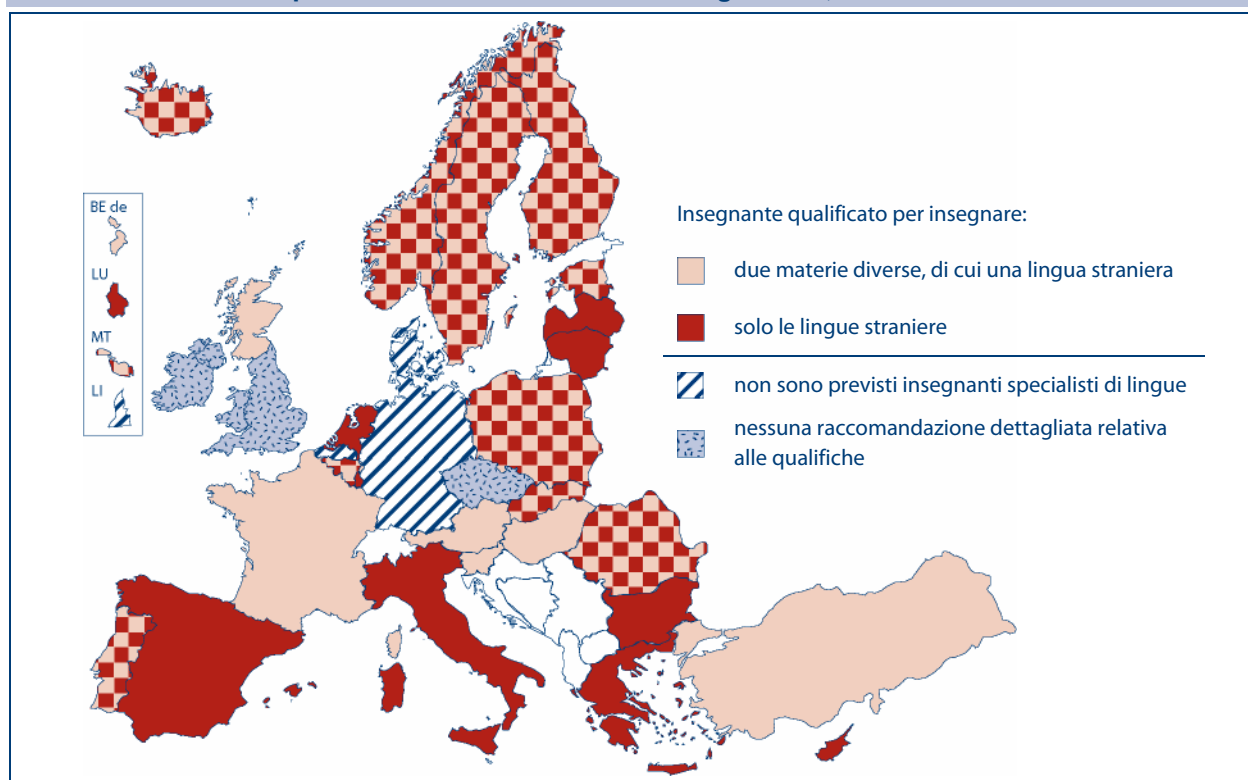 BE de
LU
MT
LI
Insegnante qualificato per insegnare:
due materie diverse, di cui una lingua straniera
solo le lingue straniere
non sono previsti insegnanti specialisti di lingue
nessuna raccomandazione dettagliata relativa
alle qualifiche